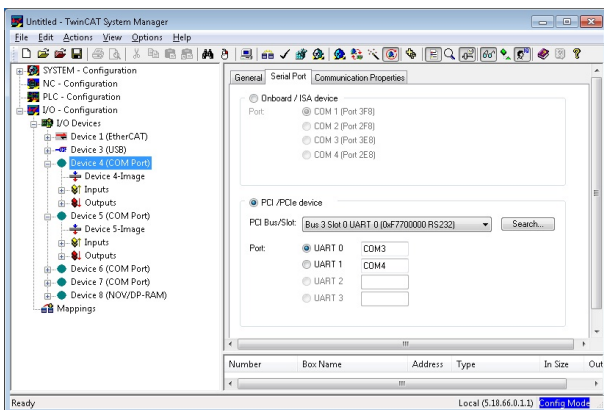 Untitled - TwinCAT System Manager
File Edit Actions View Options Help
SYSTEM - Configuration
NC - Configuration
PLC - Configuration
I/O - Configuration
I/O Devices
Device 1 (EtherCAT)
Device 3 (USB)
Device 4 (COM Port)
Device 4-Image
Inputs
Outputs
Device 5 (COM Port)
Device 5-Image
Inputs
Outputs
Device 6 (COM Port)
Device 7 (COM Port)
Device 8 (NOV/DP-RAM)
Mappings
General Serial Port Communication Properties
Onboard / ISA device
Port: COM 1 (Port 3F8)
COM 2 (Port 2F8)
COM 3 (Port 3E8)
COM 4 (Port 2E8)
PCI /PCIe device
PCI Bus/Slot: Bus 3 Slot 0 UART 0 (0xF7700000 RS232) Search...
Port: UART 0 COM3
UART 1 COM4
UART 2
UART 3
Number Box Name Address Type In Size Out
Ready Local (5.18.66.0.1.1) Config Mode